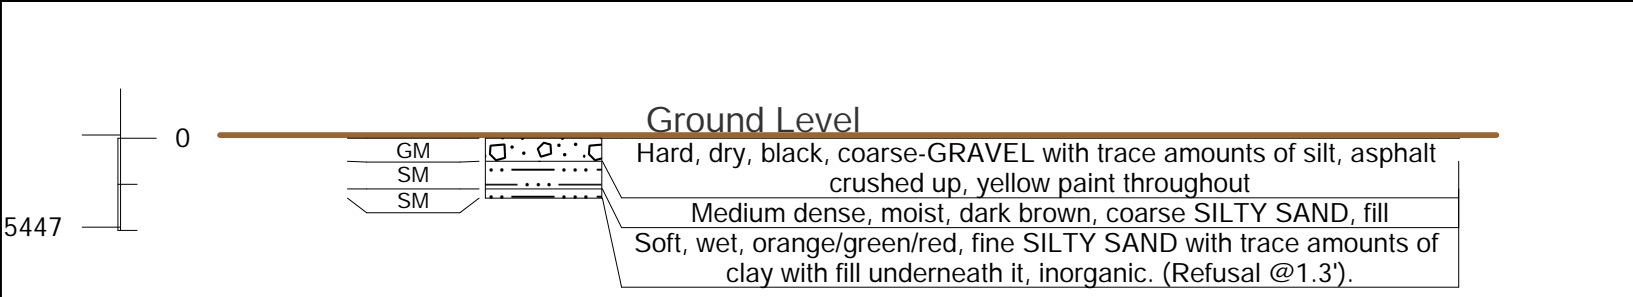 Ground Level
0
GM
Hard, dry, black, coarse-GRAVEL with trace amounts of silt, asphalt
crushed up, yellow paint throughout
SM
SM
Medium dense, moist, dark brown, coarse SILTY SAND, fill
5447
Soft, wet, orange/green/red, fine SILTY SAND with trace amounts of
clay with fill underneath it, inorganic. (Refusal @1.3').